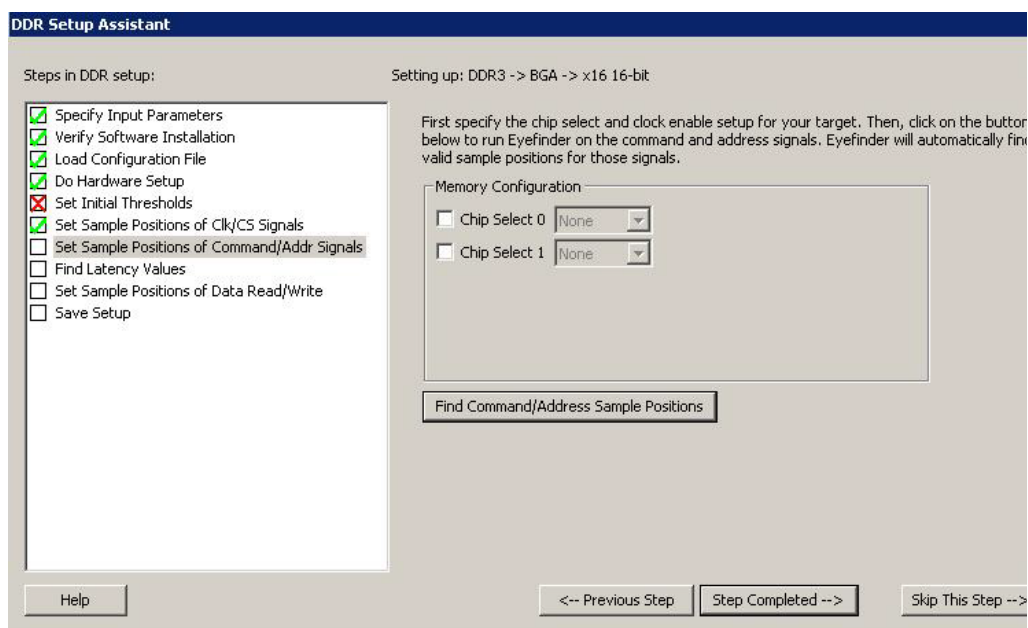 DDR Setup Assistant
Steps in DDR setup:
Setting up: DDR3 -> BGA -> x16 16-bit
Specify Input Parameters
Verify Software Installation
Load Configuration File
Do Hardware Setup
Set Initial Thresholds
Set Sample Positions of Clk/CS Signals
Set Sample Positions of Command/Addr Signals
Find Latency Values
Set Sample Positions of Data Read/Write
Save Setup
First specify the chip select and clock enable setup for your target. Then, click on the button
below to run Eyefinder on the command and address signals. Eyefinder will automatically find
valid sample positions for those signals.
Memory Configuration
Chip Select 0 None
Chip Select 1 None
Find Command/Address Sample Positions
Help
<-- Previous Step
Step Completed -->
Skip This Step -->